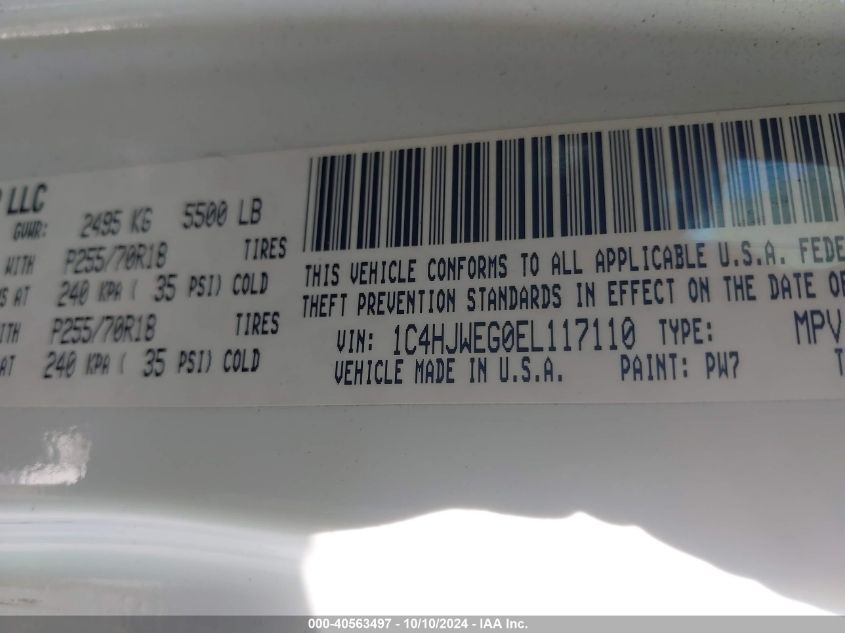 LLC
GVWR: 2495 KG 5500 LB
WITH P255/70R18 TIRES
AT 240 KPA ( 35 PSI) COLD
WITH P255/70R18 TIRES
AT 240 KPA ( 35 PSI) COLD
THIS VEHICLE CONFORMS TO ALL APPLICABLE U.S.A. FEDE
THEFT PREVENTION STANDARDS IN EFFECT ON THE DATE OF
VIN: 1C4HJWEG0EL117110 TYPE: MPV
VEHICLE MADE IN U.S.A. PAINT: PW7
000-40563497 - 10/10/2024 - IAA Inc.